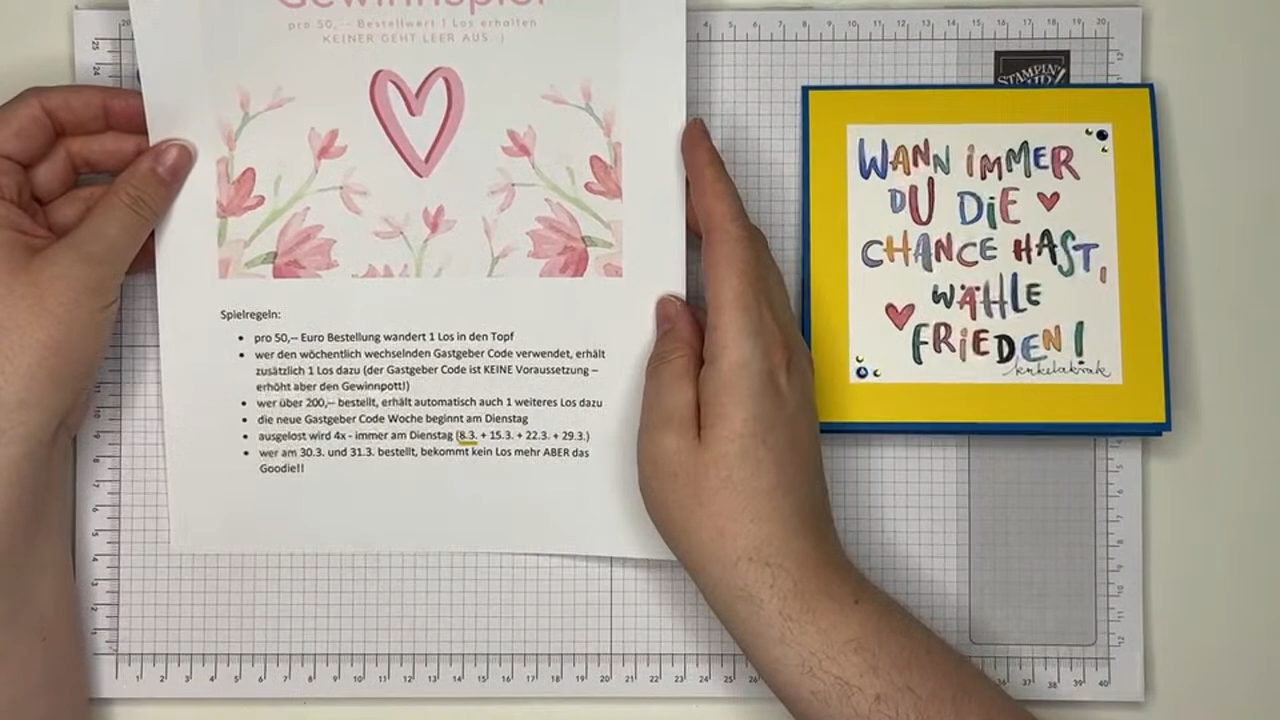 Gewinnspiel
pro 50,-- Bestellwert 1 Los erhalten
KEINER GEHT LEER AUS :)
Spielregeln:
• pro 50,-- Euro Bestellung wandert 1 Los in den Topf
• wer den wöchentlich wechselnden Gastgeber Code verwendet, erhält
zusätzlich 1 Los dazu (der Gastgeber Code ist KEINE Voraussetzung –
erhöht aber den Gewinnpott!)
• wer über 200,-- bestellt, erhält automatisch auch 1 weiteres Los dazu
• die neue Gastgeber Code Woche beginnt am Dienstag
• ausgelost wird 4x - immer am Dienstag (8.3. + 15.3. + 22.3. + 29.3.)
• wer am 30.3. und 31.3. bestellt, bekommt kein Los mehr ABER das
Goodie!!
STAMPIN'
UP!
WANN iMMER
DU DiE
CHANCE HAST,
WÄHLE
FRiEDEN!